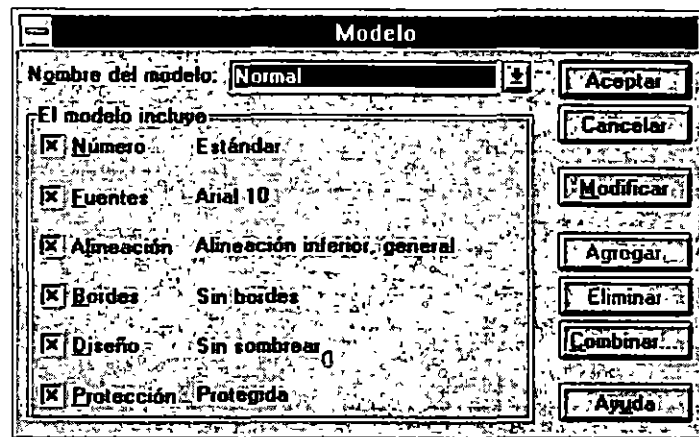 Modelo
Nombre del modelo: Normal
Aceptar
El modelo incluye
Cancelar
Número Estándar
Fuentes Arial 10
Modificar
Alineación Alineación inferior, general
Agregar
Bordes Sin bordes
Eliminar
Diseño Sin sombrear
Combinar...
Protección Protegida
Ayuda